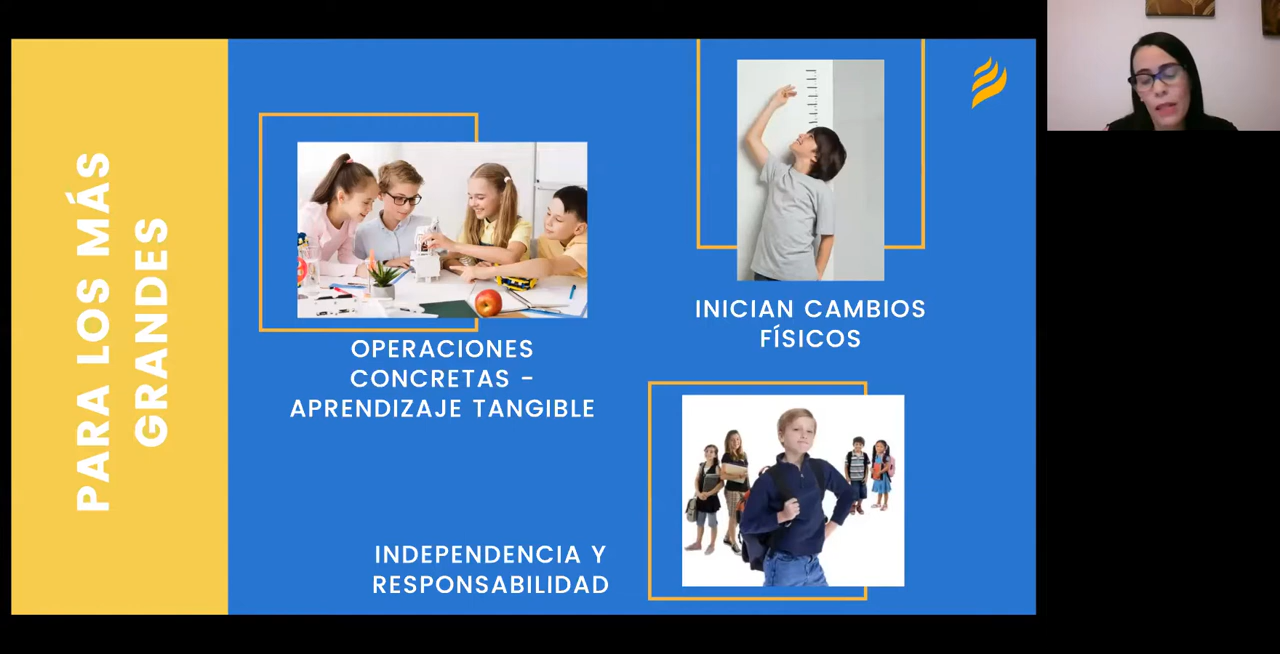 PARA LOS MÁS
GRANDES
OPERACIONES
CONCRETAS -
APRENDIZAJE TANGIBLE
INICIAN CAMBIOS
FÍSICOS
INDEPENDENCIA Y
RESPONSABILIDAD